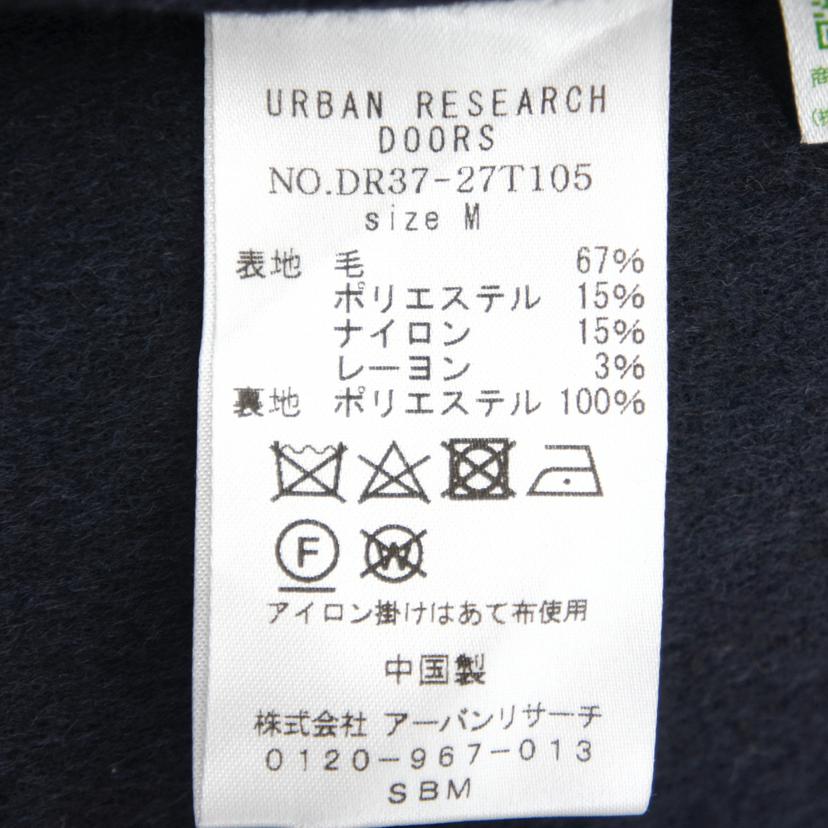 URBAN RESEARCH
DOORS
NO.DR37-27T105
size M
表地 毛 67%
ポリエステル 15%
ナイロン 15%
レーヨン 3%
裏地 ポリエステル 100%
F W
アイロン掛けはあて布使用
中国製
株式会社 アーバンリサーチ
0120-967-013
SBM
商